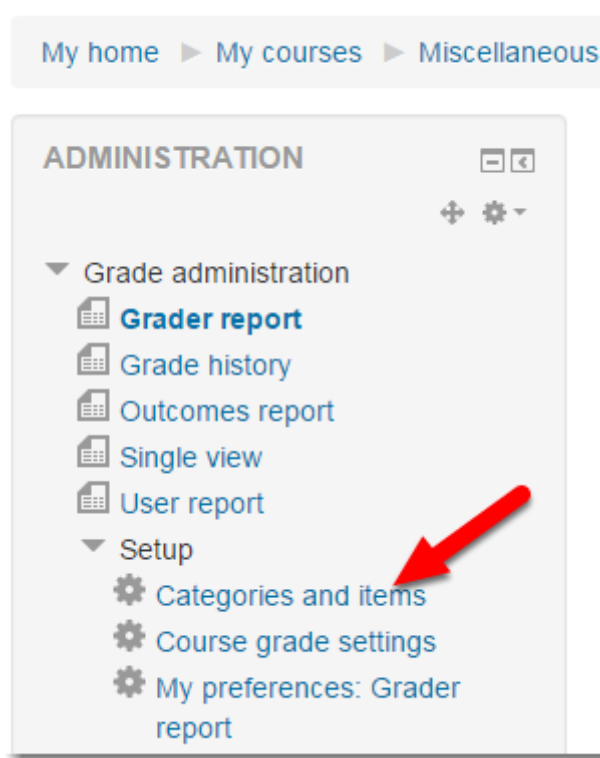 My home ► My courses ► Miscellaneous
ADMINISTRATION
Grade administration
Grader report
Grade history
Outcomes report
Single view
User report
Setup
Categories and items
Course grade settings
My preferences: Grader
report